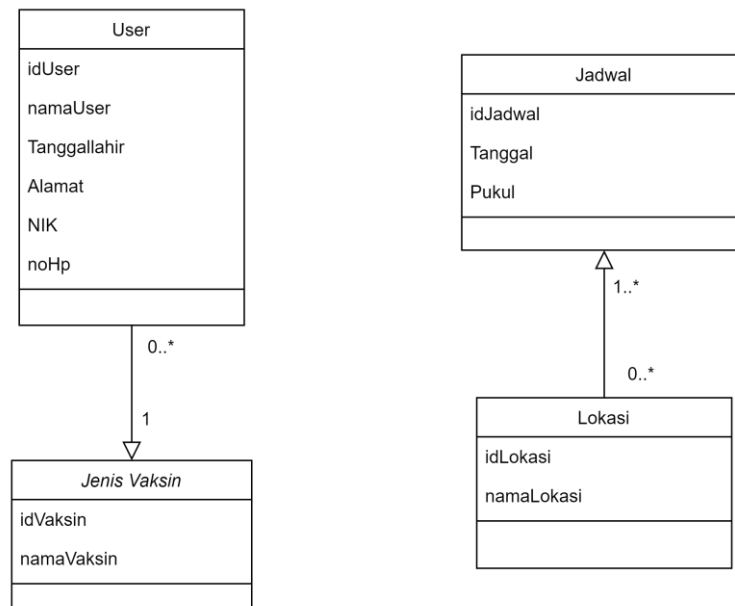 User
idUser
namaUser
Tanggallahir
Alamat
NIK
noHp
0..*
1
Jenis Vaksin
idVaksin
namaVaksin
Jadwal
idJadwal
Tanggal
Pukul
1..*
0..*
Lokasi
idLokasi
namaLokasi